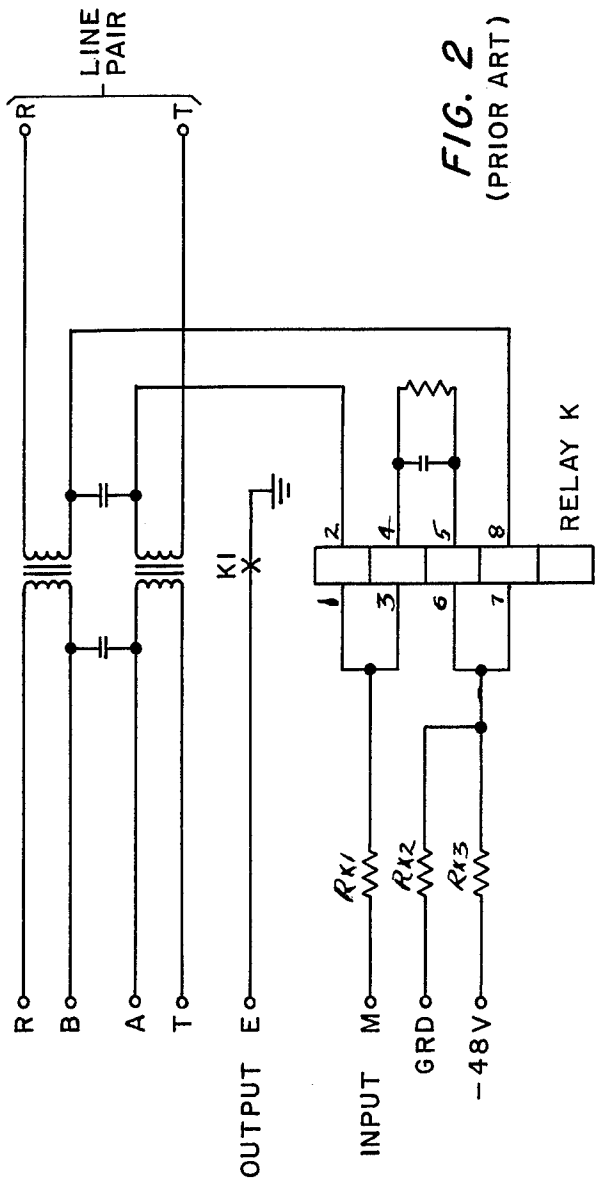 LINE
PAIR
R
T
R
B
A
T
OUTPUT E
K1
INPUT M
GRD
-48V
RK1
RK2
RK3
1
2
3
4
6
5
7
8
RELAY K
FIG. 2
(PRIOR ART)